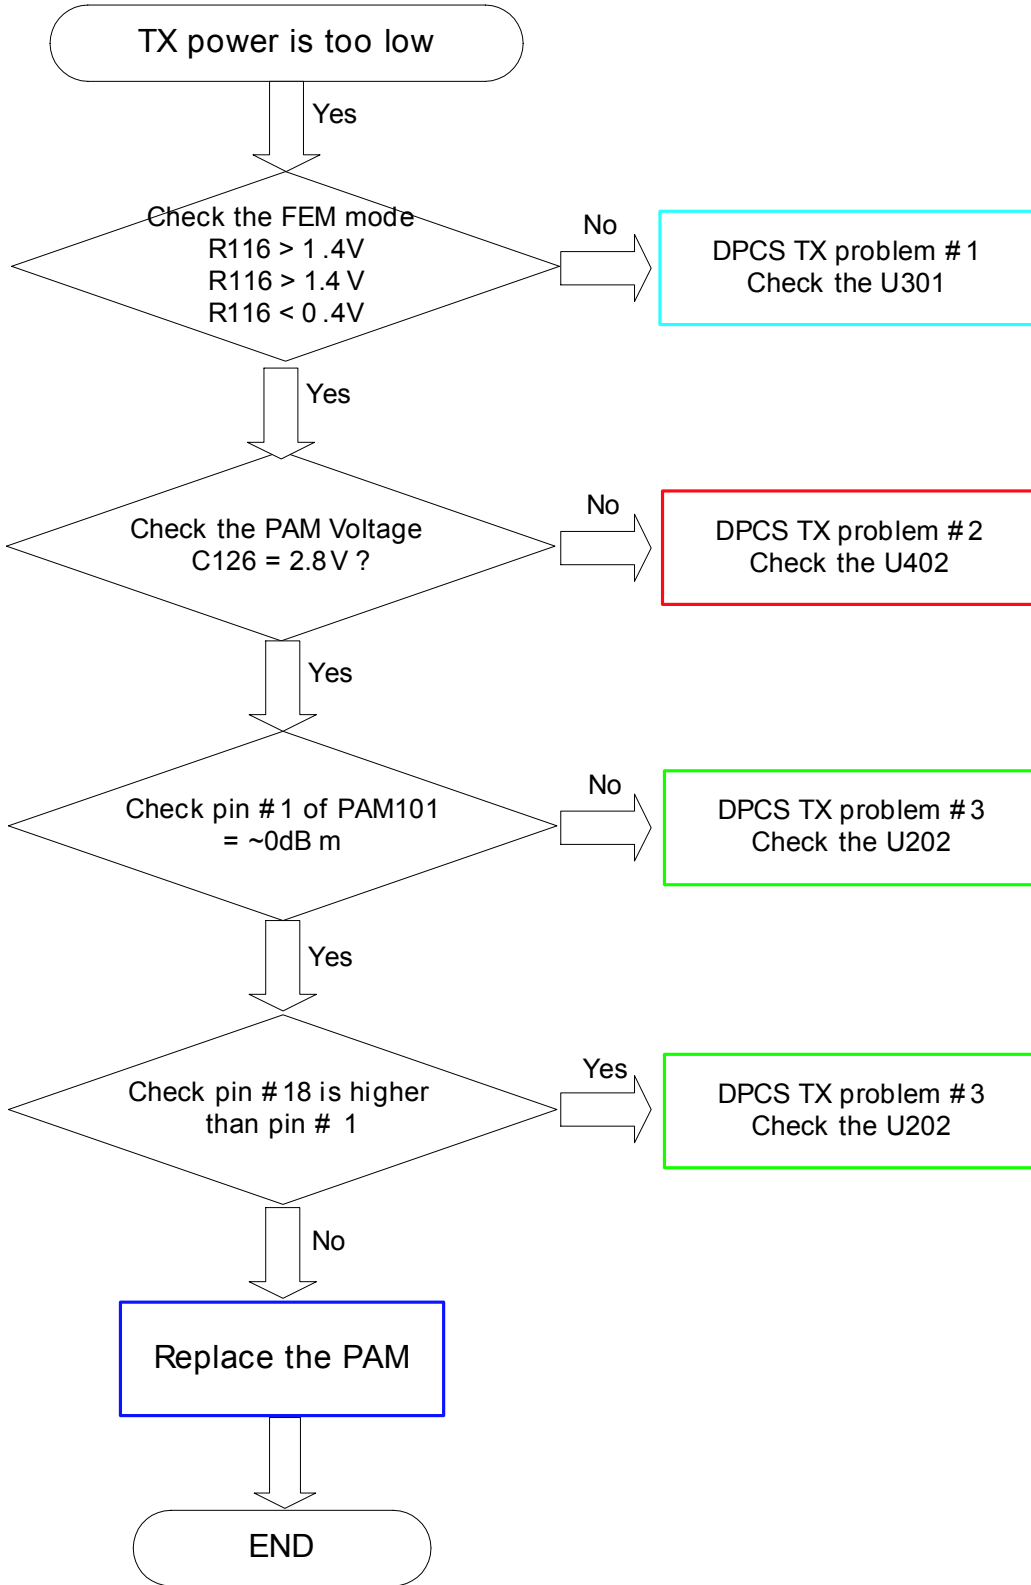 TX power is too low
Yes
Check the FEM mode
R116 > 1 .4V
R116 > 1.4 V
R116 < 0 .4V
No
DPCS TX problem # 1
Check the U301
Yes
Check the PAM Voltage
C126 = 2.8 V ?
No
DPCS TX problem # 2
Check the U402
Yes
Check pin # 1 of PAM101
= ~0dB m
No
DPCS TX problem # 3
Check the U202
Yes
Check pin # 18 is higher
than pin # 1
Yes
DPCS TX problem # 3
Check the U202
No
Replace the PAM
END